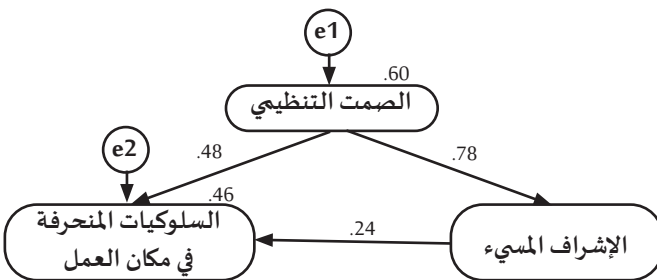 e1
.60
الصمت التنظيمي
e2
.48
.78
.46
السلوكيات المنحرفة
في مكان العمل
.24
الإشراف المسيء